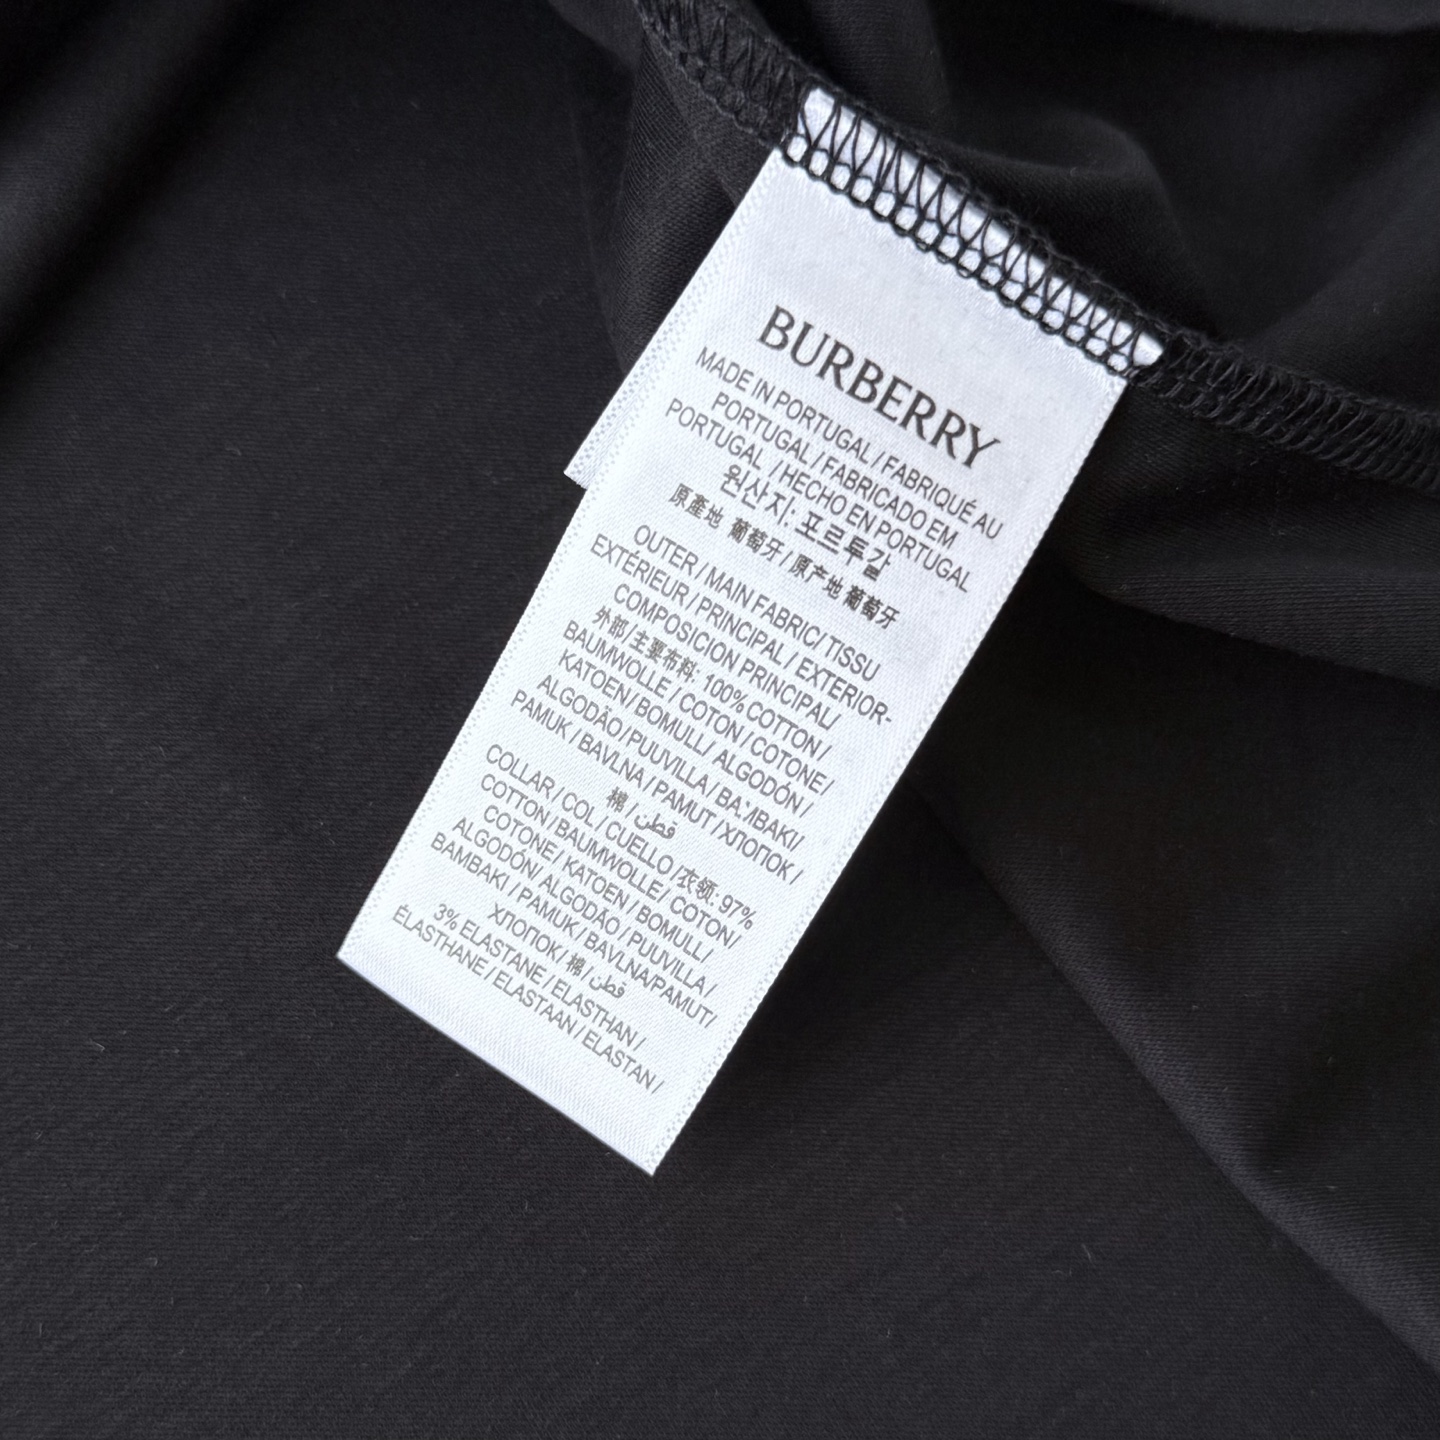 BURBERRY
MADE IN PORTUGAL / FABRIQUÉ AU
PORTUGAL / FABRICADO EM
PORTUGAL / HECHO EN PORTUGAL
원산지: 포르투갈
原產地 葡萄牙 / 原产地 葡萄牙
OUTER / MAIN FABRIC / TISSU
EXTÉRIEUR / PRINCIPAL / EXTERIOR-
COMPOSICION PRINCIPAL/
外部/主要布料: 100% COTTON /
BAUMWOLLE / COTON / COTONE/
KATOEN / BOMULL/ ALGODÓN /
ALGODÃO / PUUVILLA / BAMBAKI/
PAMUK / BAVLNA / PAMUT / ХЛОПОК /
棉 / قطن
COLLAR / COL / CUELLO /衣领: 97%
COTTON / BAUMWOLLE/ COTON/
COTONE/ KATOEN / BOMULL/
ALGODÓN/ ALGODÃO / PUUVILLA /
BAMBAKI / PAMUK / BAVLNA/PAMUT/
ХЛОПОК/ 棉 / قطن
3% ELASTANE / ELASTHAN /
ÉLASTHANE / ELASTAAN / ELASTAN /